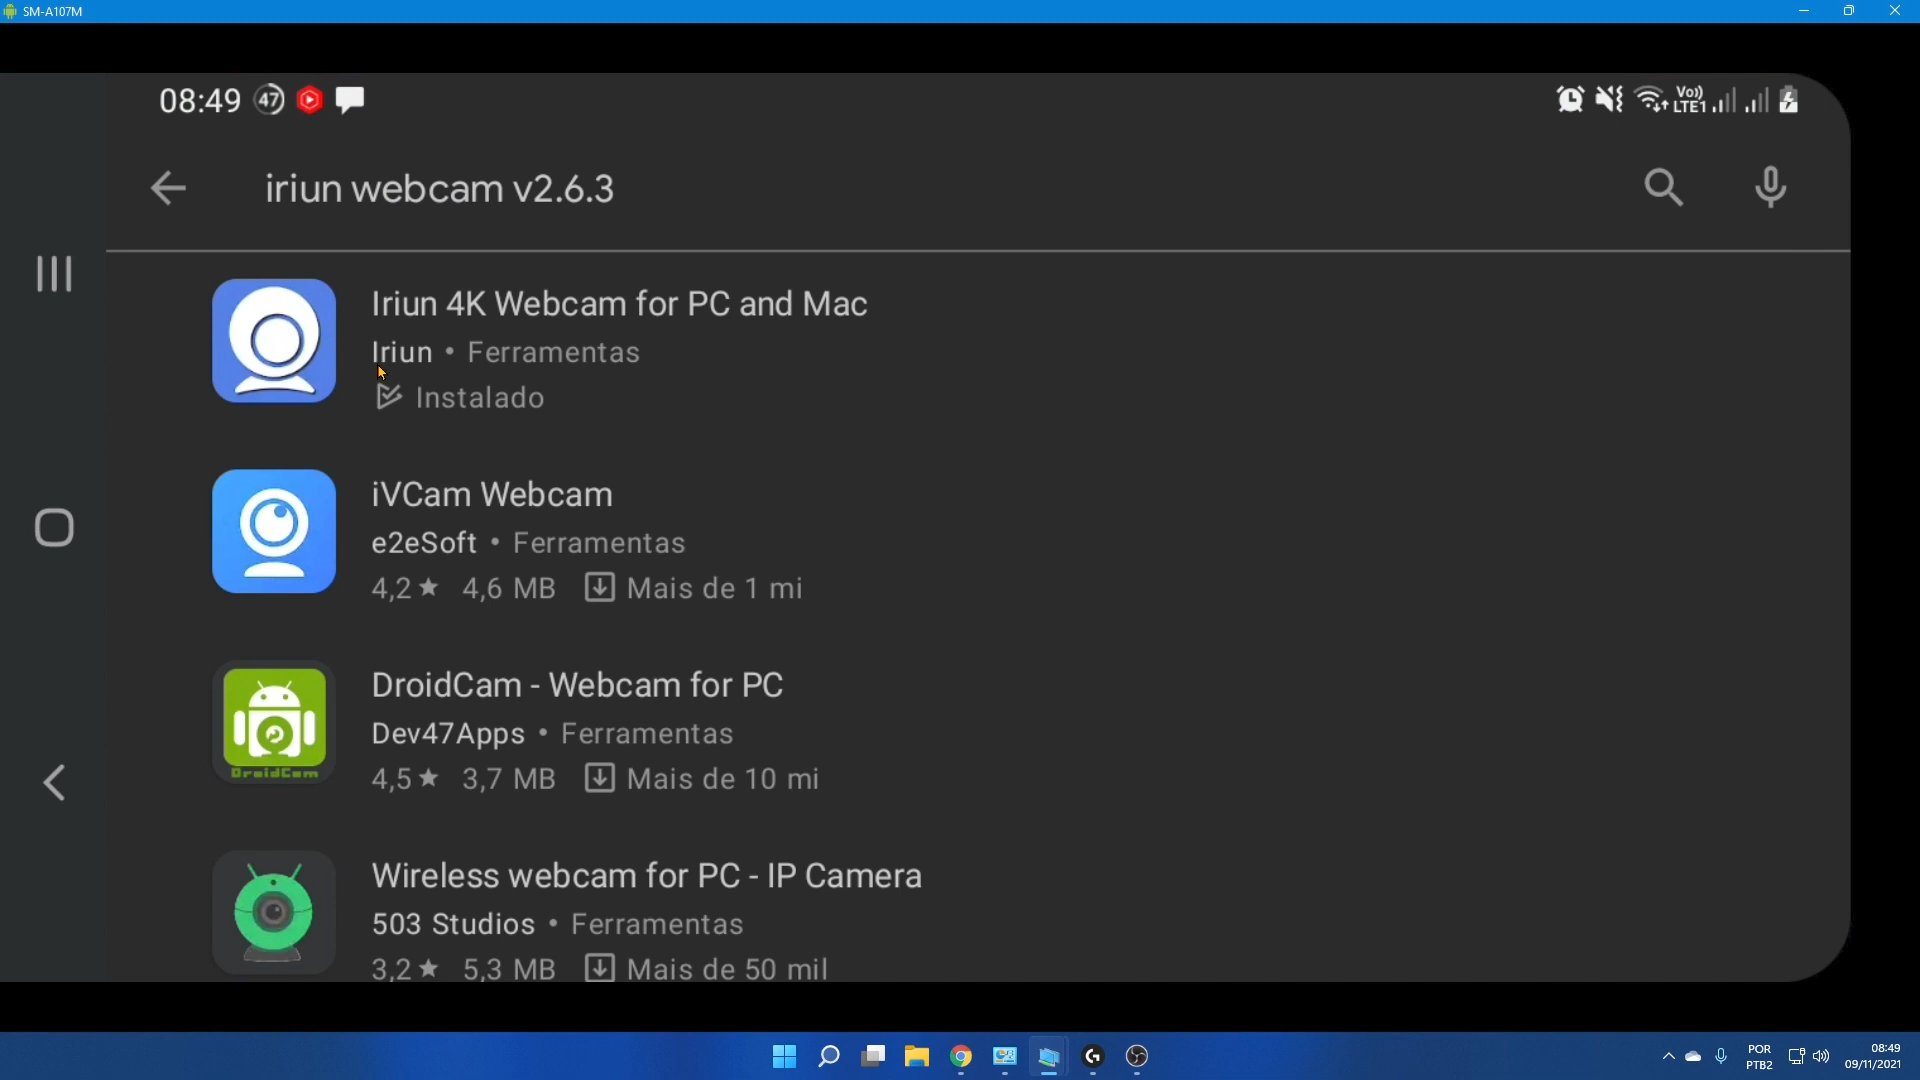 SM-A107M
08:49 47
Vo)) LTE1
iriun webcam v2.6.3
Iriun 4K Webcam for PC and Mac
Iriun • Ferramentas
Instalado
iVCam Webcam
e2eSoft • Ferramentas
4,2★ 4,6 MB Mais de 1 mi
DroidCam - Webcam for PC
Dev47Apps • Ferramentas
DroidCam
4,5★ 3,7 MB Mais de 10 mi
Wireless webcam for PC - IP Camera
503 Studios • Ferramentas
3,2★ 5,3 MB Mais de 50 mil
POR
PTB2
08:49
09/11/2021